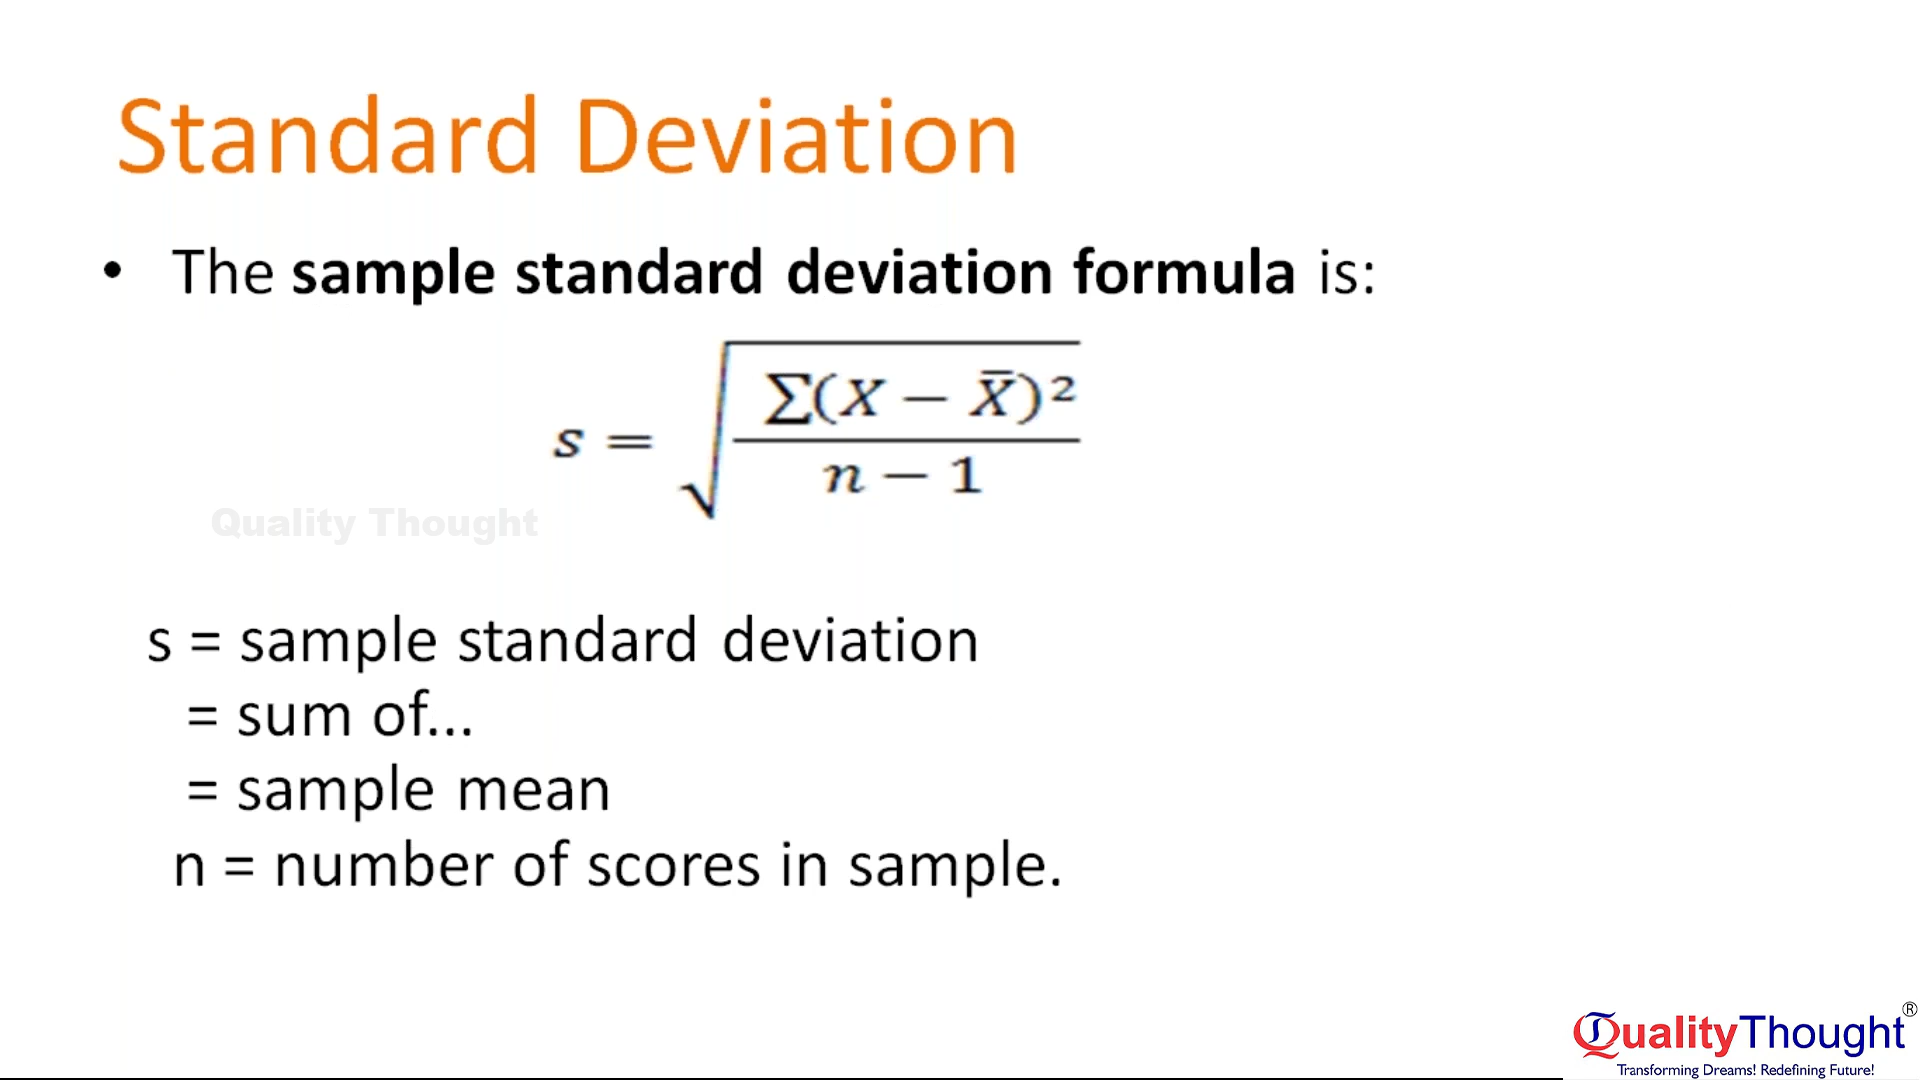 Standard Deviation
• The sample standard deviation formula is:
s = √(∑(X − X̄)² / (n − 1))
Quality Thought
s = sample standard deviation
= sum of...
= sample mean
n = number of scores in sample.
QualityThought®
Transforming Dreams! Redefining Future!